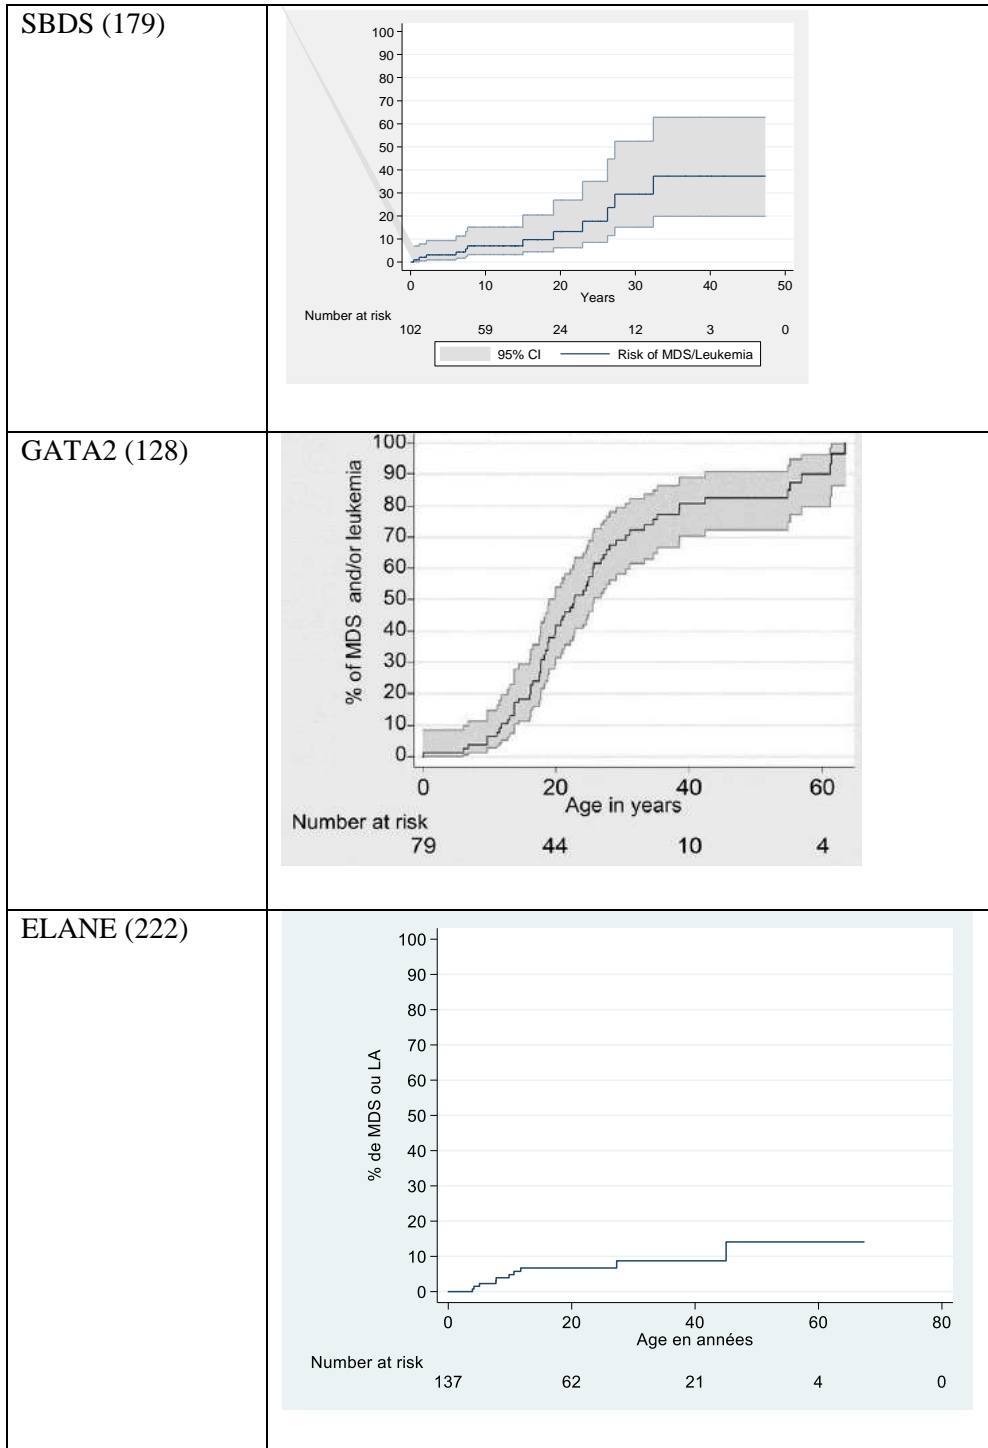 SBDS (179)
100
90
80
70
60
50
40
30
20
10
0
0 10 20 30 40 50
Years
Number at risk
102 59 24 12 3 0
95% CI Risk of MDS/Leukemia
GATA2 (128)
% of MDS and/or leukemia
100
90
80
70
60
50
40
30
20
10
0
0 20 40 60
Age in years
Number at risk
79 44 10 4
ELANE (222)
% de MDS ou LA
100
90
80
70
60
50
40
30
20
10
0
0 20 40 60 80
Age en années
Number at risk
137 62 21 4 0